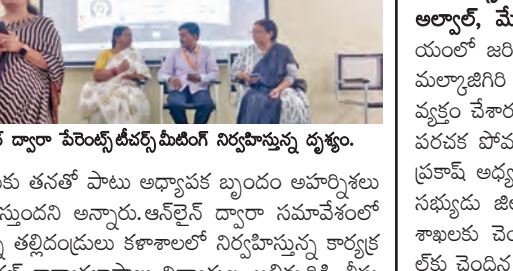 ద్వారా పేరెంట్స్ టీచర్స్ మీటింగ్ నిర్వహిస్తున్న దృశ్యం.
కు తనతో పాటు అధ్యాపక బృందం అహర్నిశలు
స్తుందని అన్నారు. ఆన్‌లైన్ ద్వారా సమావేశంలో
న్న తల్లిదండ్రులు కళాశాలలో నిర్వహిస్తున్న కార్యక్ర
అల్వాల్, మే
యంలో జరి
మల్కాజిగిరి
వ్యక్తం చేశారు
పరచక పోవ
ప్రకాష్ అధ్య
సభ్యుడు జిల
శాఖలకు చెం
ల్‌కు చెందిన